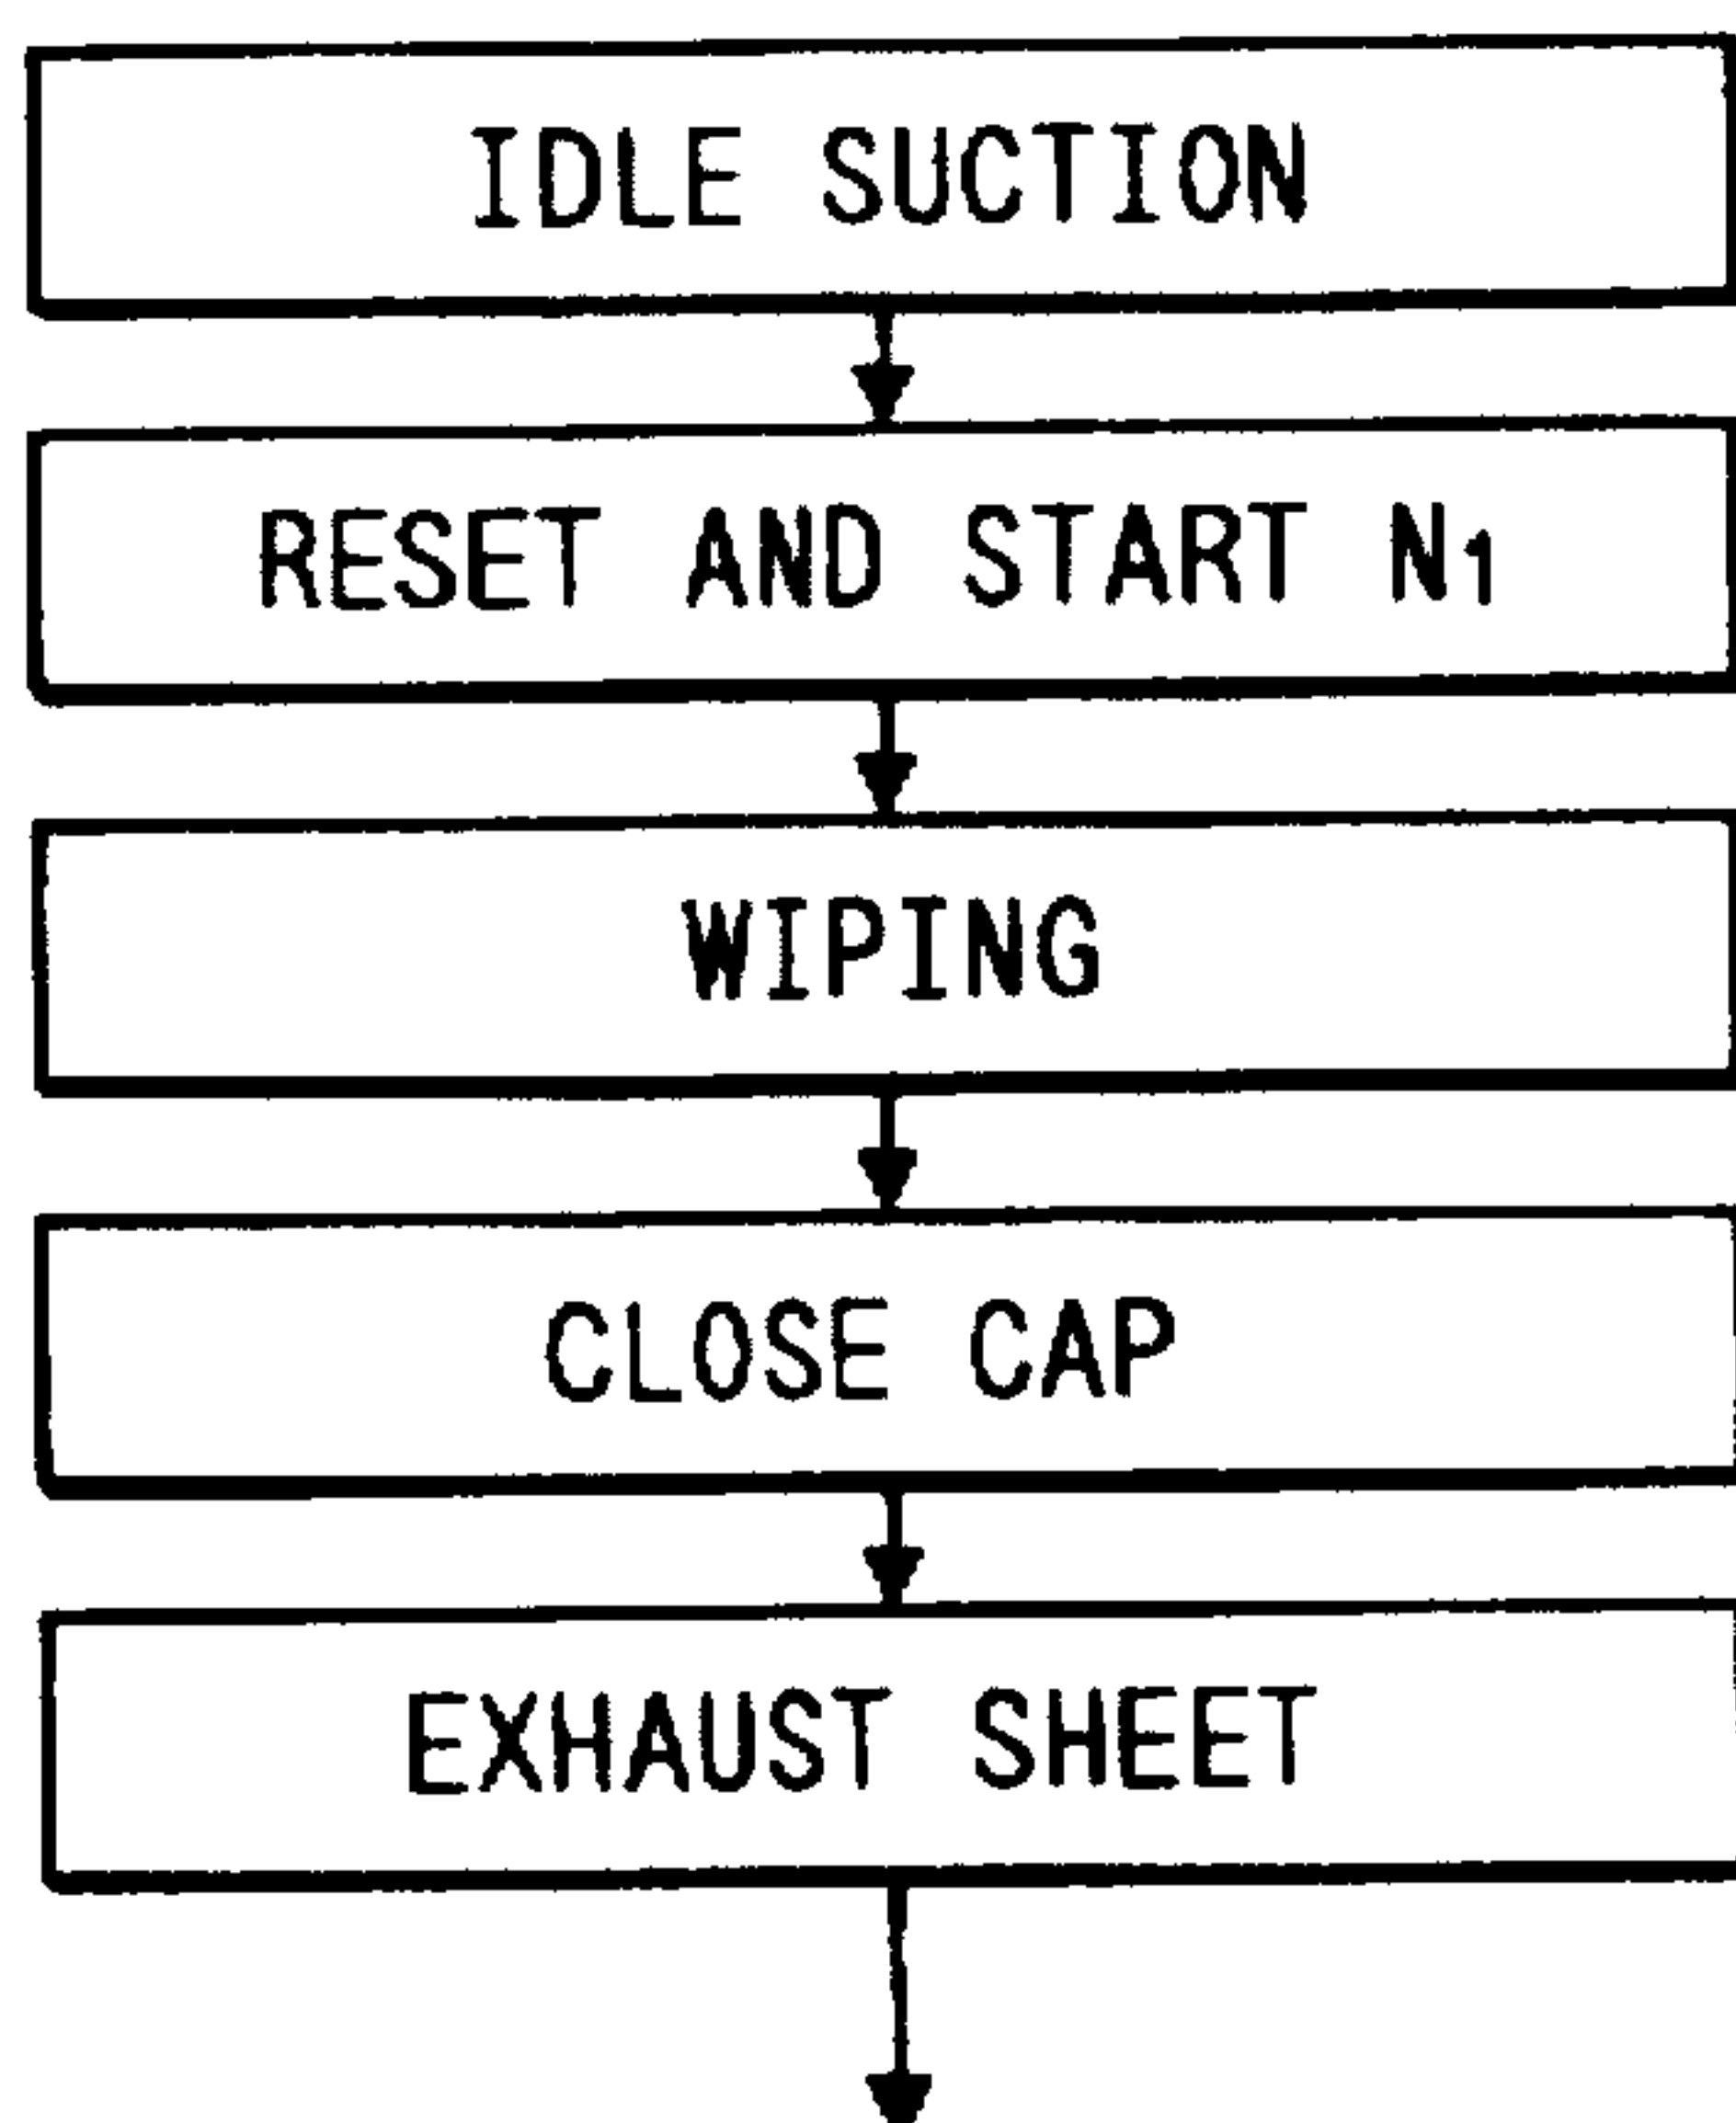 IDLE SUCTION
RESET AND START N1
WIPING
CLOSE CAP
EXHAUST SHEET